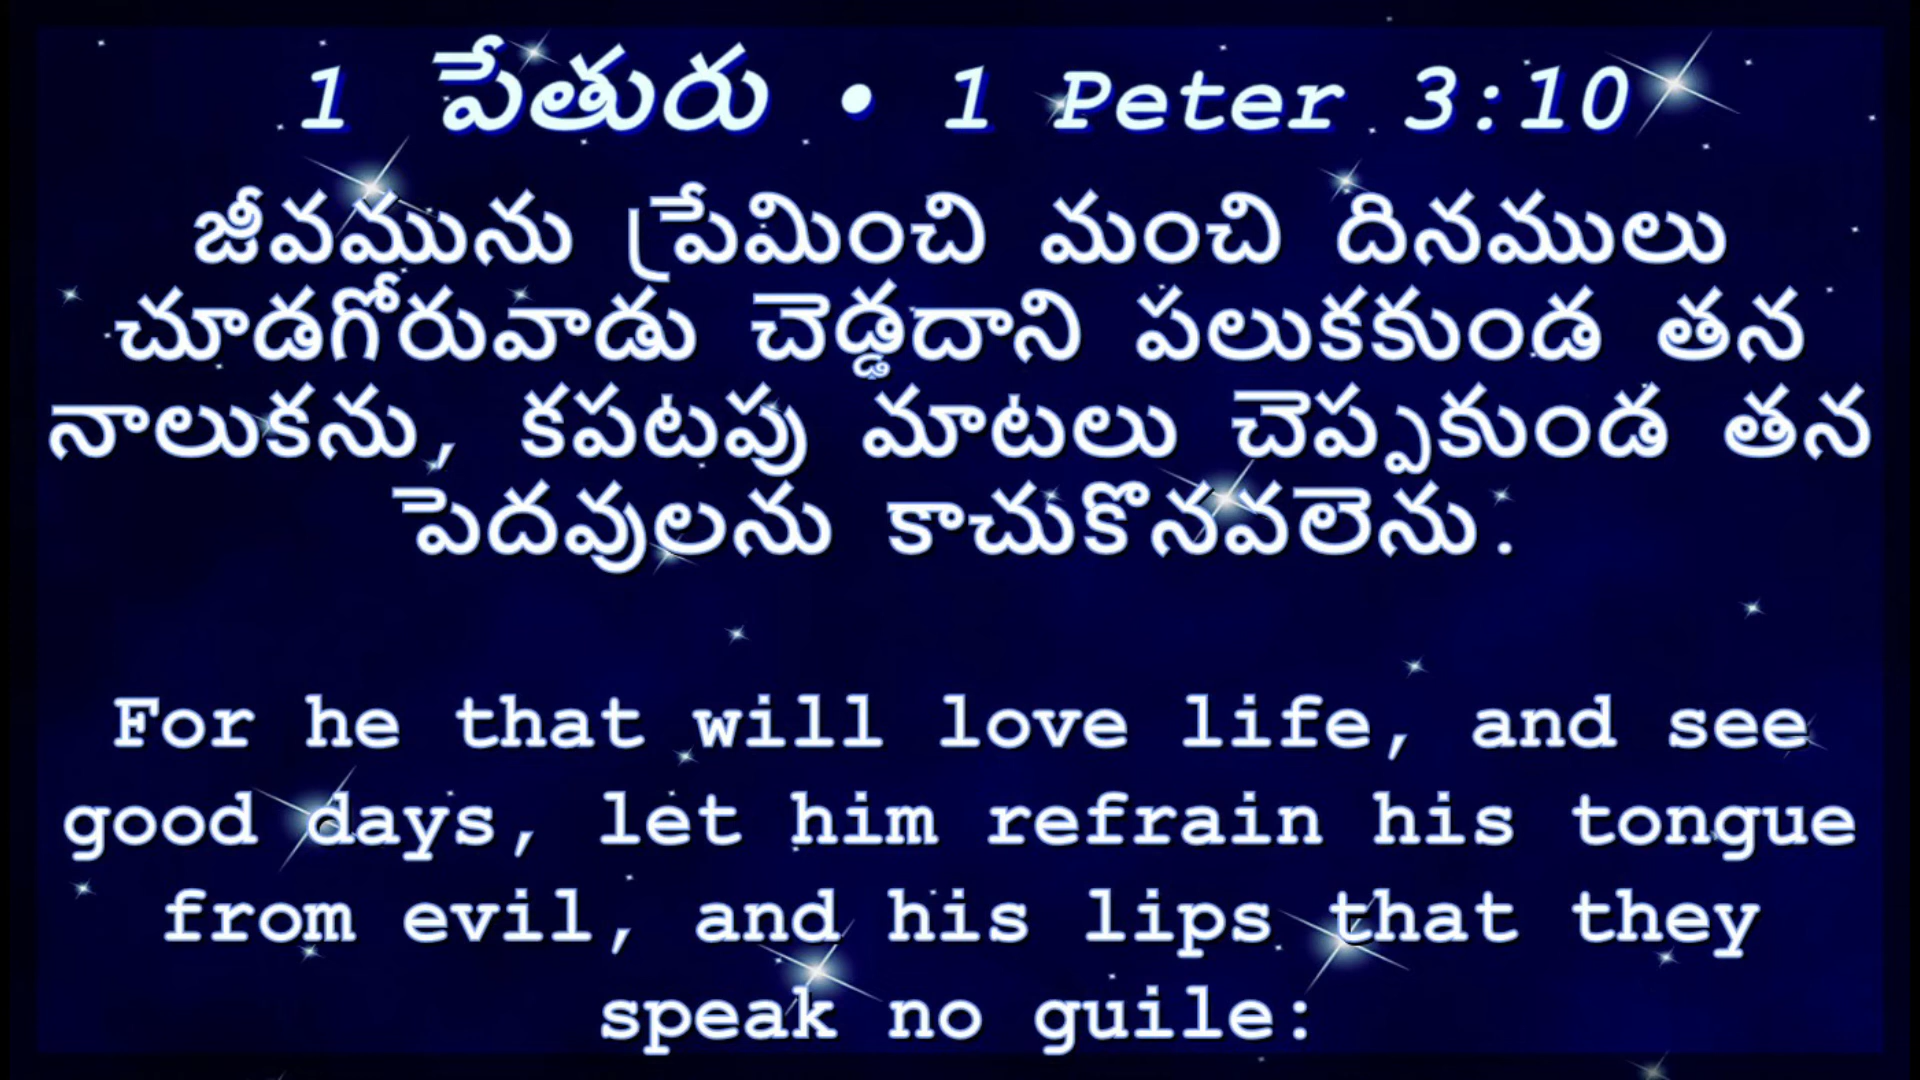 1 పేతురు • 1 Peter 3:10
జీవమును ప్రేమించి మంచి దినములు
చూడగోరువాడు చెడ్డదాని పలుకకుండ తన
నాలుకను, కపటపు మాటలు చెప్పకుండ తన
పెదవులను కాచుకొనవలెను.
For he that will love life, and see
good days, let him refrain his tongue
from evil, and his lips that they
speak no guile: